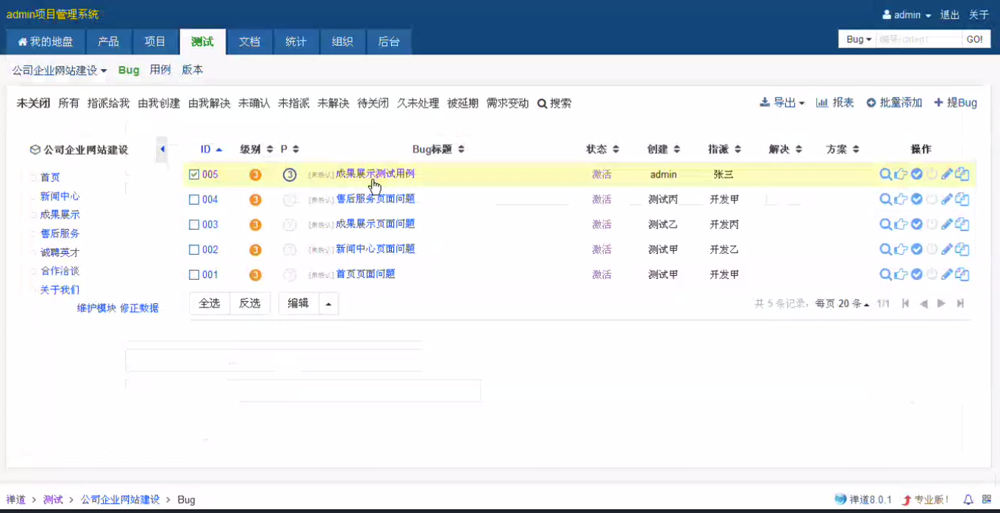 admin项目管理系统
admin 退出 关于
我的地盘 产品 项目 测试 文档 统计 组织 后台
Bug 编号(ctrl+g) GO!
公司企业网站建设 Bug 用例 版本
未关闭 所有 指派给我 由我创建 由我解决 未确认 未指派 未解决 待关闭 久未处理 被延期 需求变动 搜索
导出 报表 批量添加 提Bug
公司企业网站建设
首页
新闻中心
成果展示
售后服务
诚聘英才
合作洽谈
关于我们
维护模块 修正数据
ID 级别 P Bug标题 状态 创建 指派 解决 方案 操作
005 3 3 [未确认] 成果展示测试用例 激活 admin 张三
004 3 [未确认] 售后服务页面问题 激活 测试丙 开发甲
003 3 [未确认] 成果展示页面问题 激活 测试乙 开发丙
002 3 [未确认] 新闻中心页面问题 激活 测试甲 开发乙
001 3 [未确认] 首页页面问题 激活 测试甲 开发甲
全选 反选 编辑
共 5 条记录, 每页 20 条 1/1
...
禅道 > 测试 > 公司企业网站建设 > Bug
禅道8.0.1 专业版!